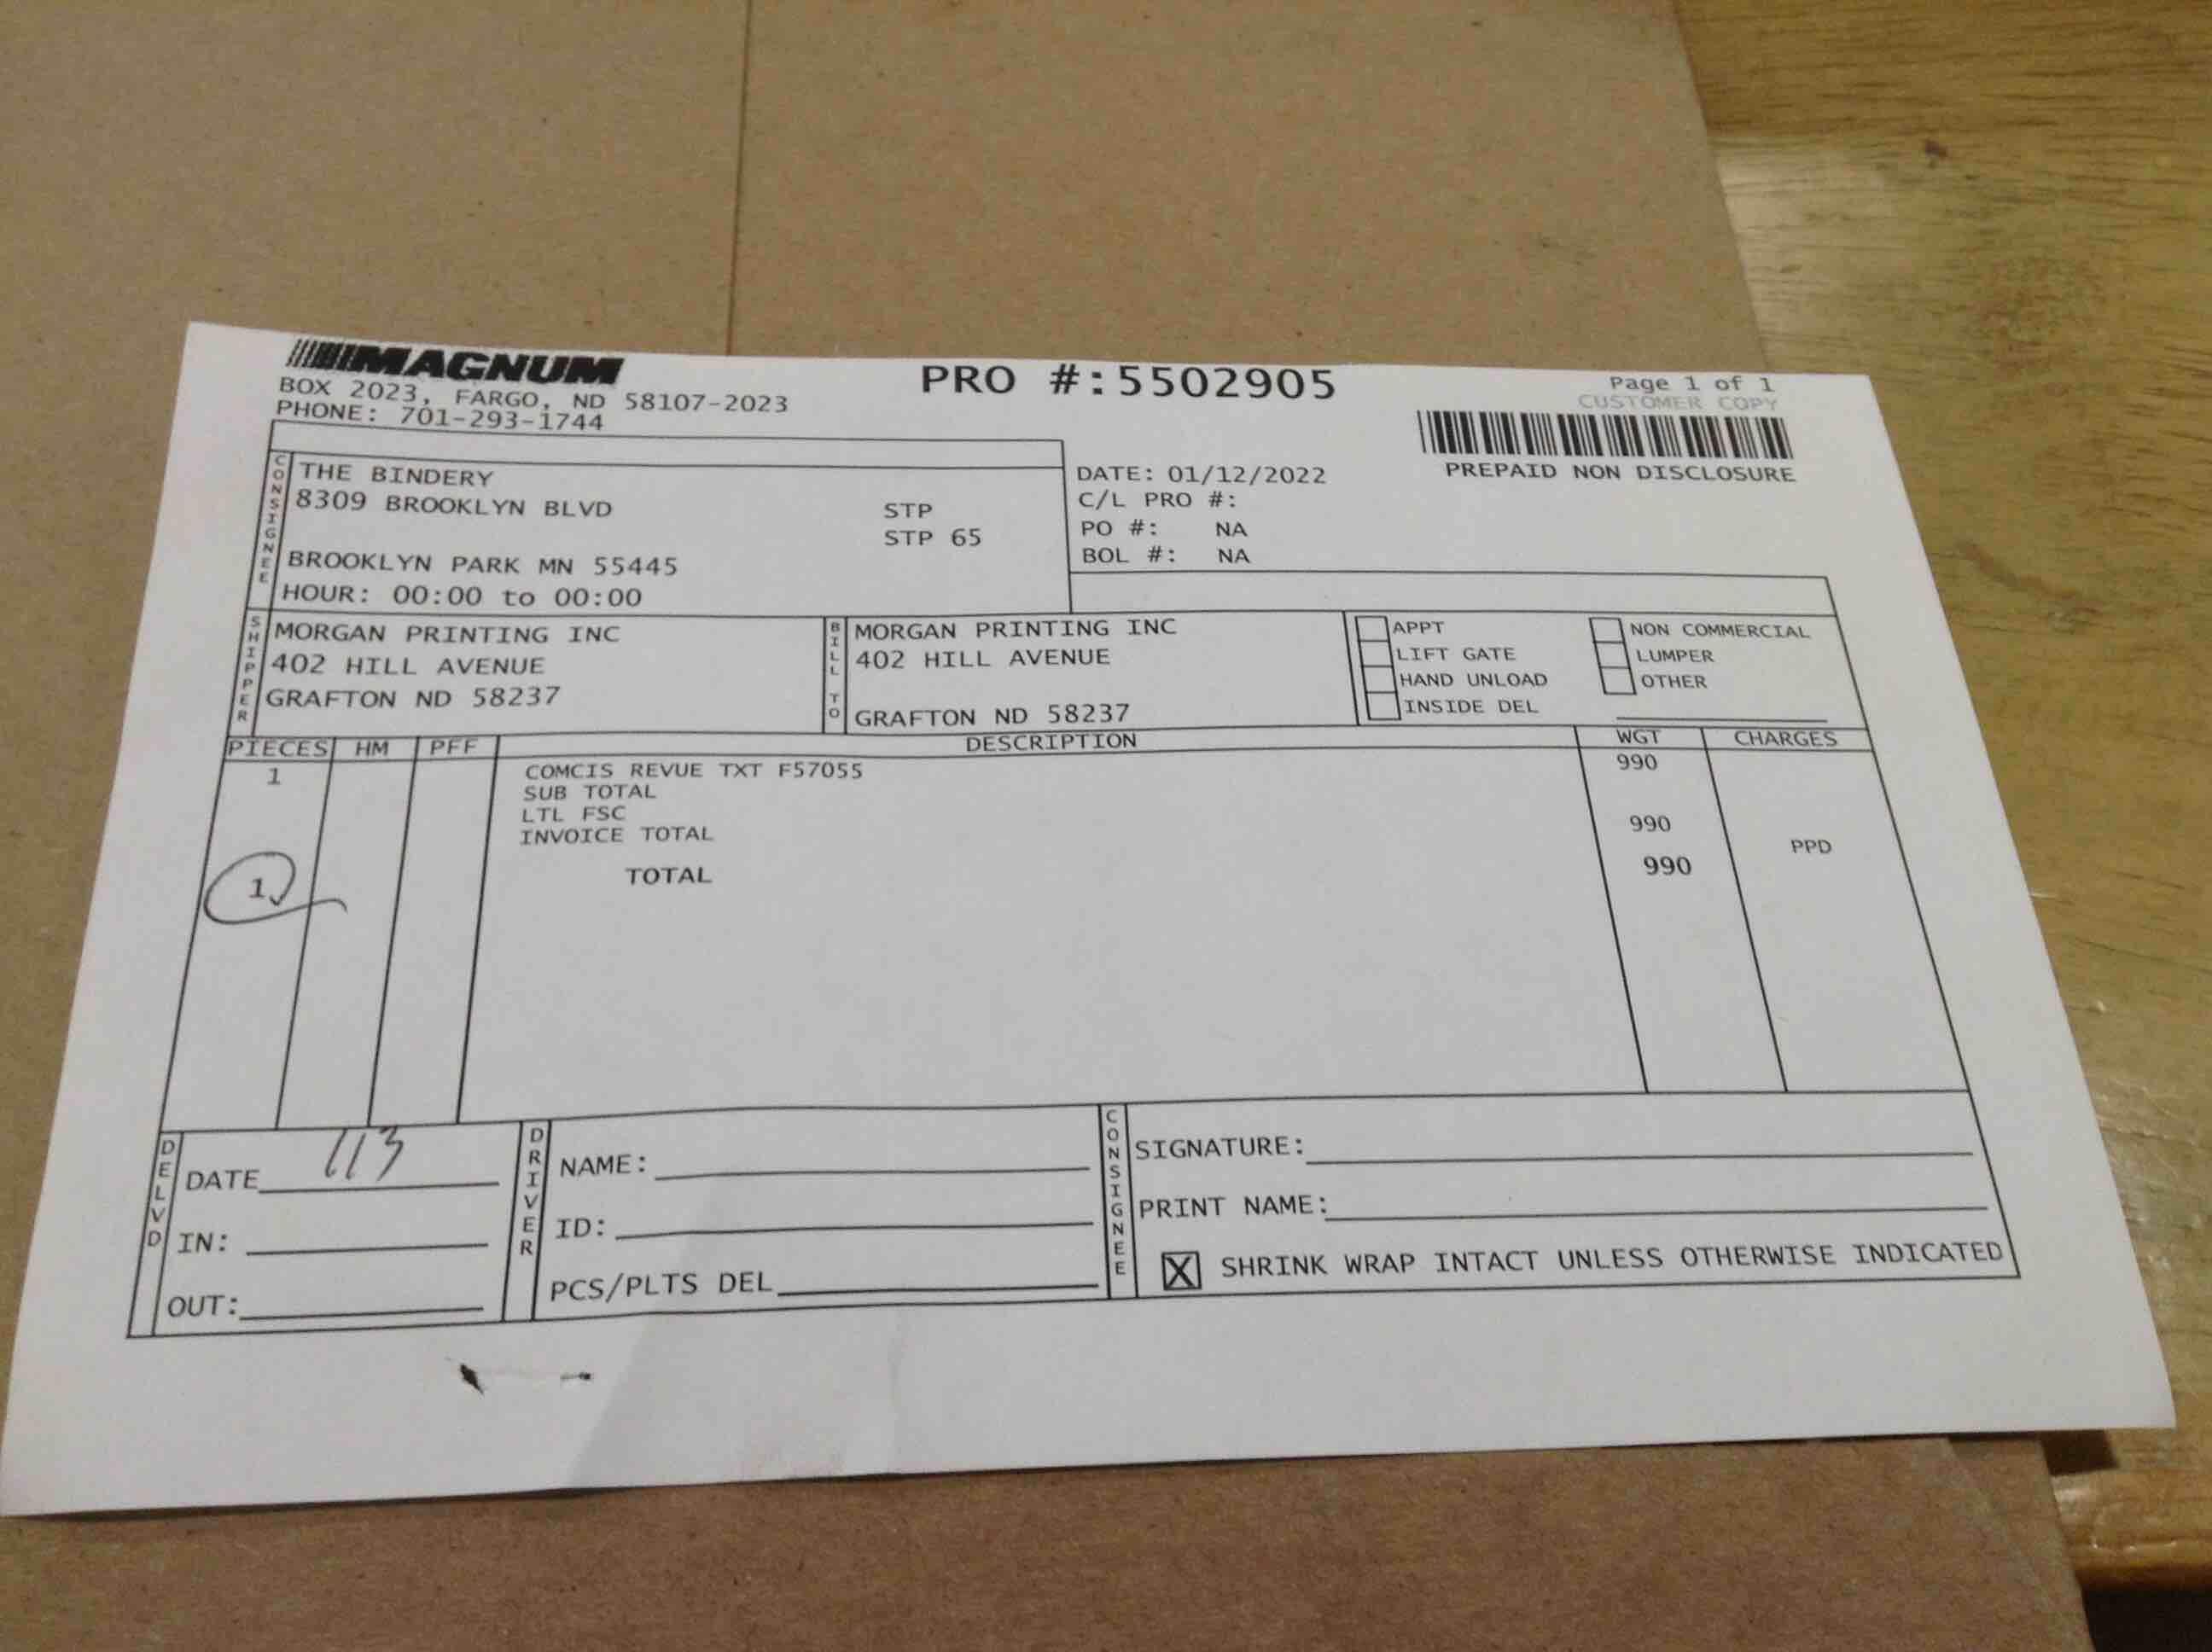 MAGNUM
BOX 2023, FARGO, ND 58107-2023
PHONE: 701-293-1744
PRO #:5502905
Page 1 of 1
CUSTOMER COPY
PREPAID NON DISCLOSURE
CONSIGNEE
THE BINDERY
8309 BROOKLYN BLVD STP
STP 65
BROOKLYN PARK MN 55445
HOUR: 00:00 to 00:00
DATE: 01/12/2022
C/L PRO #:
PO #: NA
BOL #: NA
SHIPPER
MORGAN PRINTING INC
402 HILL AVENUE
GRAFTON ND 58237
BILL TO
MORGAN PRINTING INC
402 HILL AVENUE
GRAFTON ND 58237
APPT
LIFT GATE
HAND UNLOAD
INSIDE DEL
NON COMMERCIAL
LUMPER
OTHER
PIECES HM PFF DESCRIPTION WGT CHARGES
1 COMCIS REVUE TXT F57055 990
SUB TOTAL
LTL FSC
INVOICE TOTAL 990 PPD
1 TOTAL 990
DELVD
DATE 1/13
IN:
OUT:
DRIVER
NAME:
ID:
PCS/PLTS DEL
CONSIGNEE
SIGNATURE:
PRINT NAME:
X SHRINK WRAP INTACT UNLESS OTHERWISE INDICATED